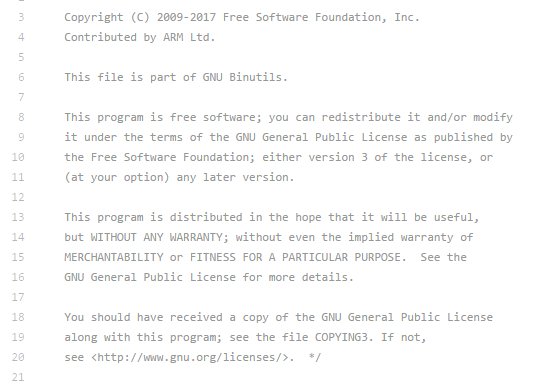 3 Copyright (C) 2009-2017 Free Software Foundation, Inc.
4 Contributed by ARM Ltd.
5
6 This file is part of GNU Binutils.
7
8 This program is free software; you can redistribute it and/or modify
9 it under the terms of the GNU General Public License as published by
10 the Free Software Foundation; either version 3 of the license, or
11 (at your option) any later version.
12
13 This program is distributed in the hope that it will be useful,
14 but WITHOUT ANY WARRANTY; without even the implied warranty of
15 MERCHANTABILITY or FITNESS FOR A PARTICULAR PURPOSE.  See the
16 GNU General Public License for more details.
17
18 You should have received a copy of the GNU General Public License
19 along with this program; see the file COPYING3. If not,
20 see <http://www.gnu.org/licenses/>.  */
21